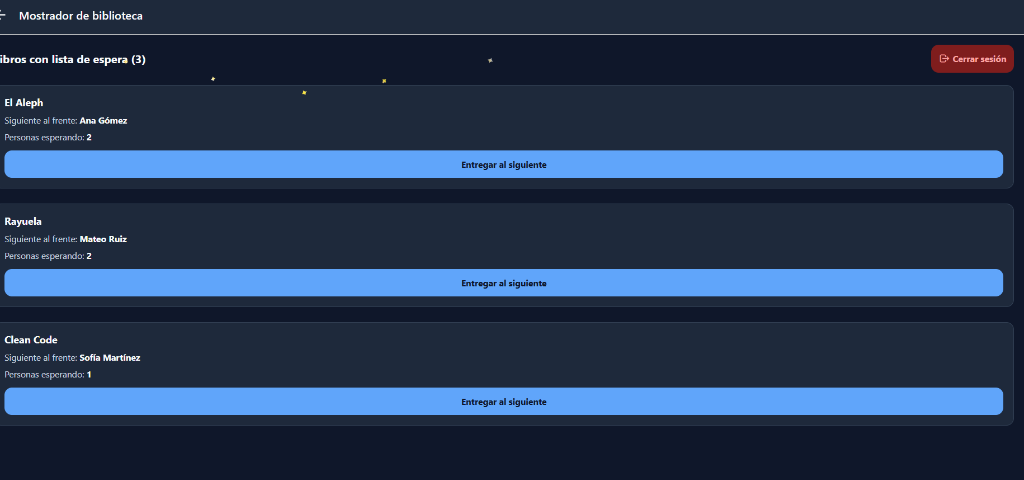 Mostrador de biblioteca
ibros con lista de espera (3)
Cerrar sesión
El Aleph
Siguiente al frente: Ana Gómez
Personas esperando: 2
Entregar al siguiente
Rayuela
Siguiente al frente: Mateo Ruiz
Personas esperando: 2
Entregar al siguiente
Clean Code
Siguiente al frente: Sofía Martínez
Personas esperando: 1
Entregar al siguiente